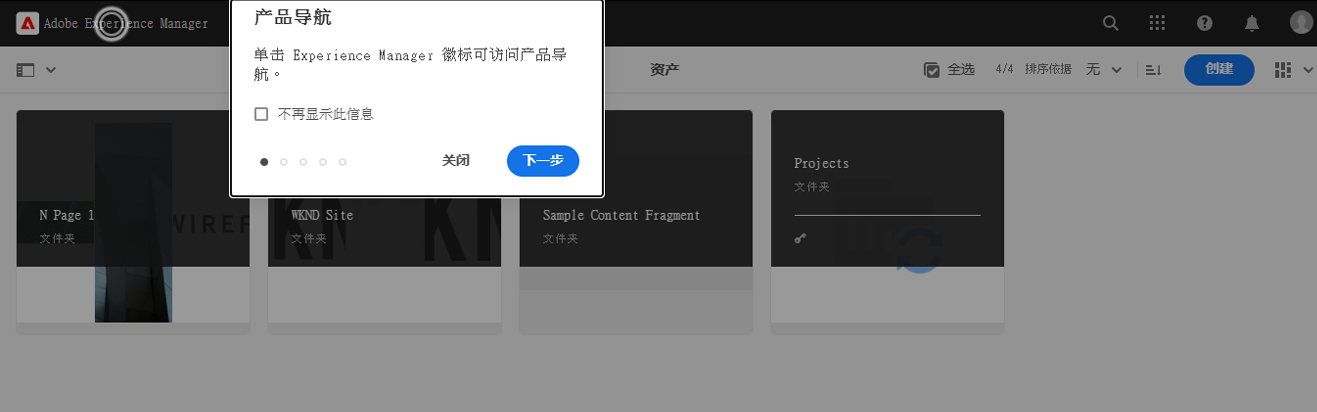 Adobe Experience Manager
产品导航
单击 Experience Manager 徽标可访问产品导
航。
不再显示此信息
关闭
下一步
资产
全选
4/4
排序依据
无
创建
N Page 1
文件夹
WIREF
WKND Site
文件夹
KN
KN
Sample Content Fragment
文件夹
Projects
文件夹